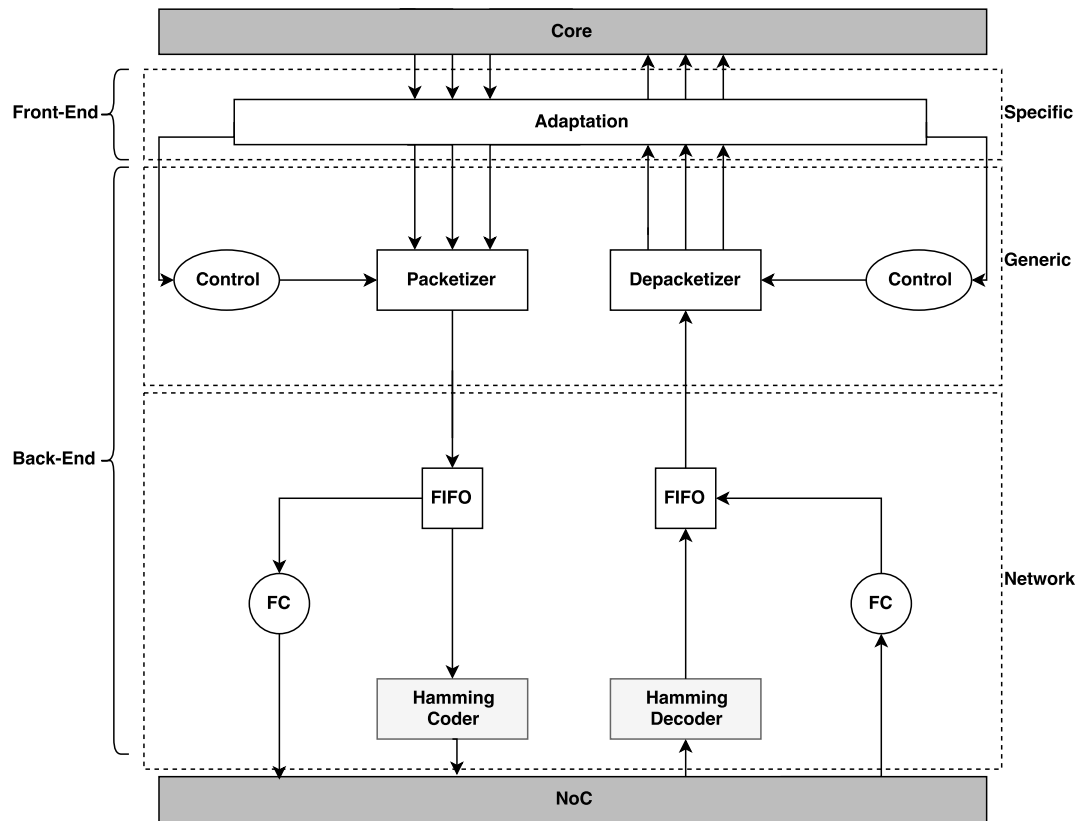 Core
Front-End
Adaptation
Specific
Control
Packetizer
Depacketizer
Control
Generic
Back-End
FIFO
FIFO
FC
FC
Network
Hamming
Coder
Hamming
Decoder
NoC